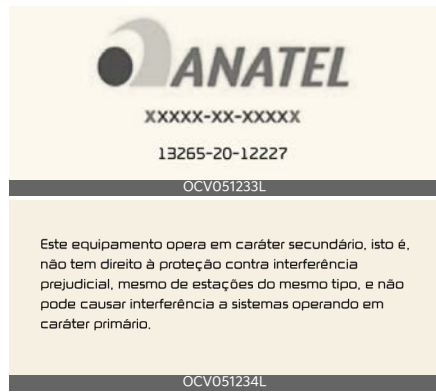 ANATEL
XXXXX-XX-XXXXX
13265-20-12227
OCV051233L
Este equipamento opera em caráter secundário, isto é,
não tem direito à proteção contra interferência
prejudicial, mesmo de estações do mesmo tipo, e não
pode causar interferência a sistemas operando em
caráter primário.
OCV051234L